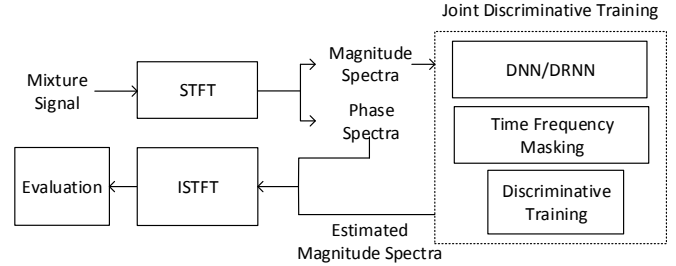 Joint Discriminative Training
Mixture
Signal
STFT
Magnitude
Spectra
Phase
Spectra
DNN/DRNN
Time Frequency
Masking
Discriminative
Training
Evaluation
ISTFT
Estimated
Magnitude Spectra